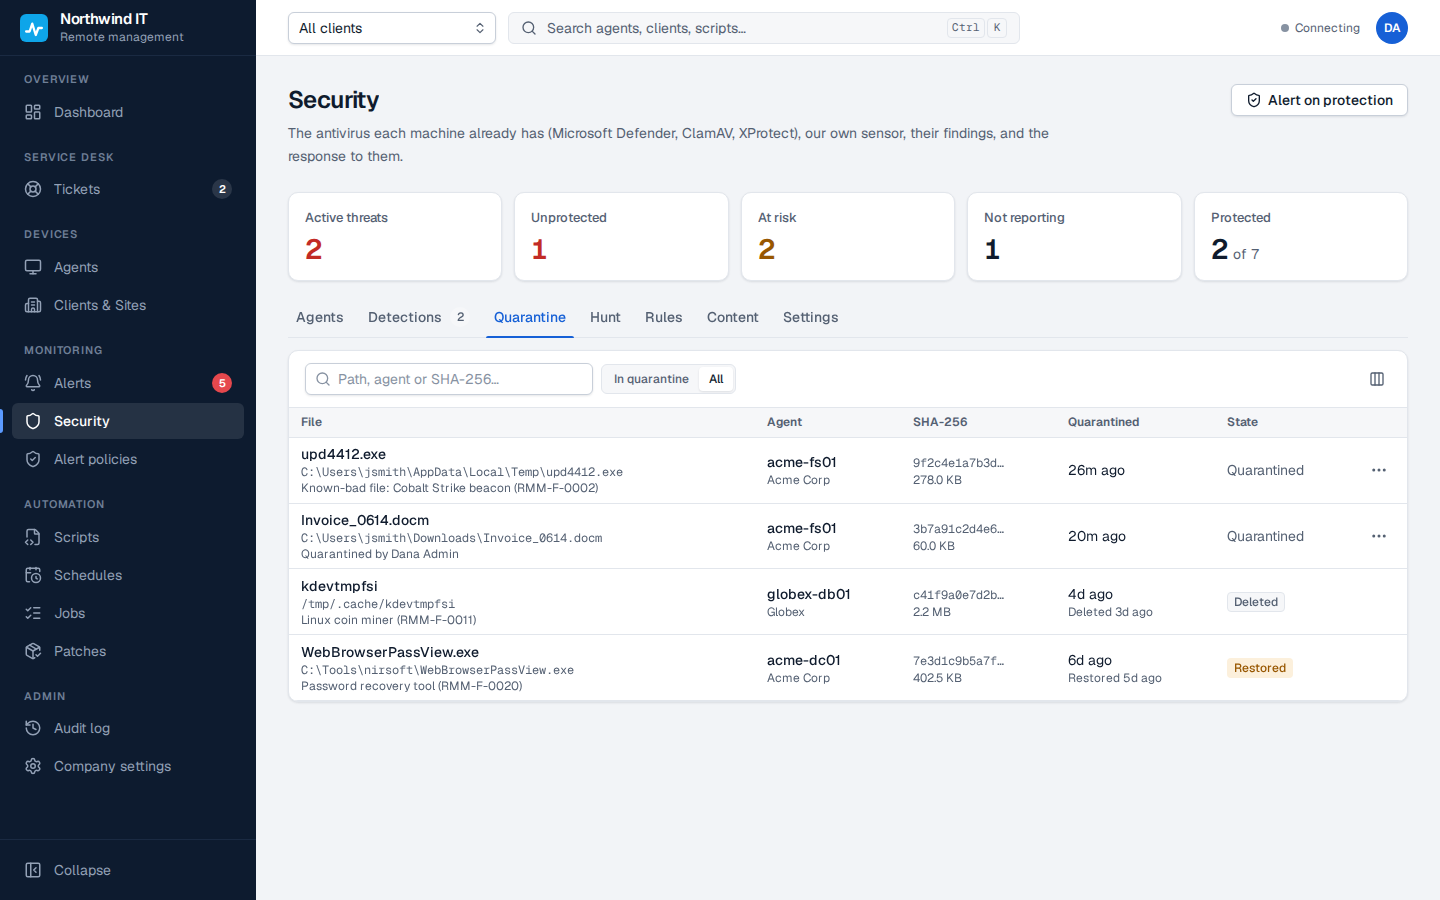 Northwind IT
Remote management
All clients
Search agents, clients, scripts...
Ctrl K
Connecting
DA
OVERVIEW
Dashboard
SERVICE DESK
Tickets 2
DEVICES
Agents
Clients & Sites
MONITORING
Alerts 5
Security
Alert policies
AUTOMATION
Scripts
Schedules
Jobs
Patches
ADMIN
Audit log
Company settings
Collapse
Security
Alert on protection
The antivirus each machine already has (Microsoft Defender, ClamAV, XProtect), our own sensor, their findings, and the
response to them.
Active threats
2
Unprotected
1
At risk
2
Not reporting
1
Protected
2 of 7
Agents Detections 2 Quarantine Hunt Rules Content Settings
Path, agent or SHA-256...
In quarantine All
File Agent SHA-256 Quarantined State
upd4412.exe
C:\Users\jsmith\AppData\Local\Temp\upd4412.exe
Known-bad file: Cobalt Strike beacon (RMM-F-0002)
acme-fs01
Acme Corp
9f2c4e1a7b3d…
278.0 KB
26m ago
Quarantined
Invoice_0614.docm
C:\Users\jsmith\Downloads\Invoice_0614.docm
Quarantined by Dana Admin
acme-fs01
Acme Corp
3b7a91c2d4e6…
60.0 KB
20m ago
Quarantined
kdevtmpfsi
/tmp/.cache/kdevtmpfsi
Linux coin miner (RMM-F-0011)
globex-db01
Globex
c41f9a0e7d2b…
2.2 MB
4d ago
Deleted 3d ago
Deleted
WebBrowserPassView.exe
C:\Tools\nirsoft\WebBrowserPassView.exe
Password recovery tool (RMM-F-0020)
acme-dc01
Acme Corp
7e3d1c9b5a7f…
402.5 KB
6d ago
Restored 5d ago
Restored